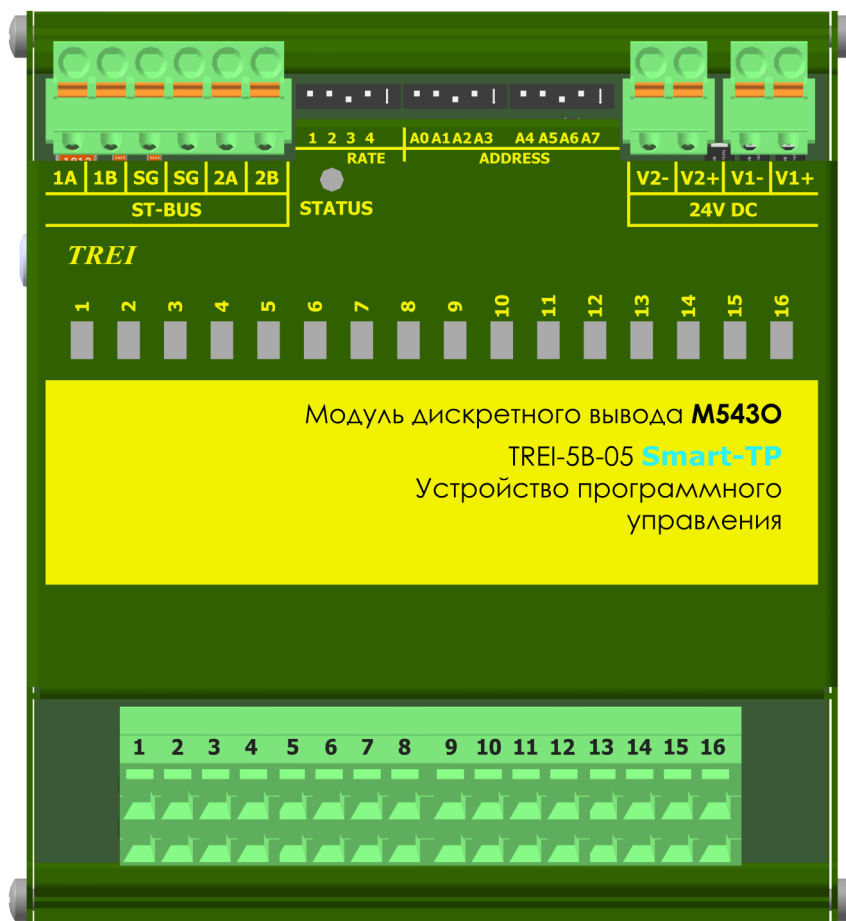 1 2 3 4 A0 A1 A2 A3 A4 A5 A6 A7
RATE ADDRESS
1A 1B SG SG 2A 2B
ST-BUS
STATUS
V2- V2+ V1- V1+
24V DC
TREI
1 2 3 4 5 6 7 8 9 10 11 12 13 14 15 16
Модуль дискретного вывода M543O
TREI-5B-05 Smart-TP
Устройство программного
управления
1 2 3 4 5 6 7 8 9 10 11 12 13 14 15 16